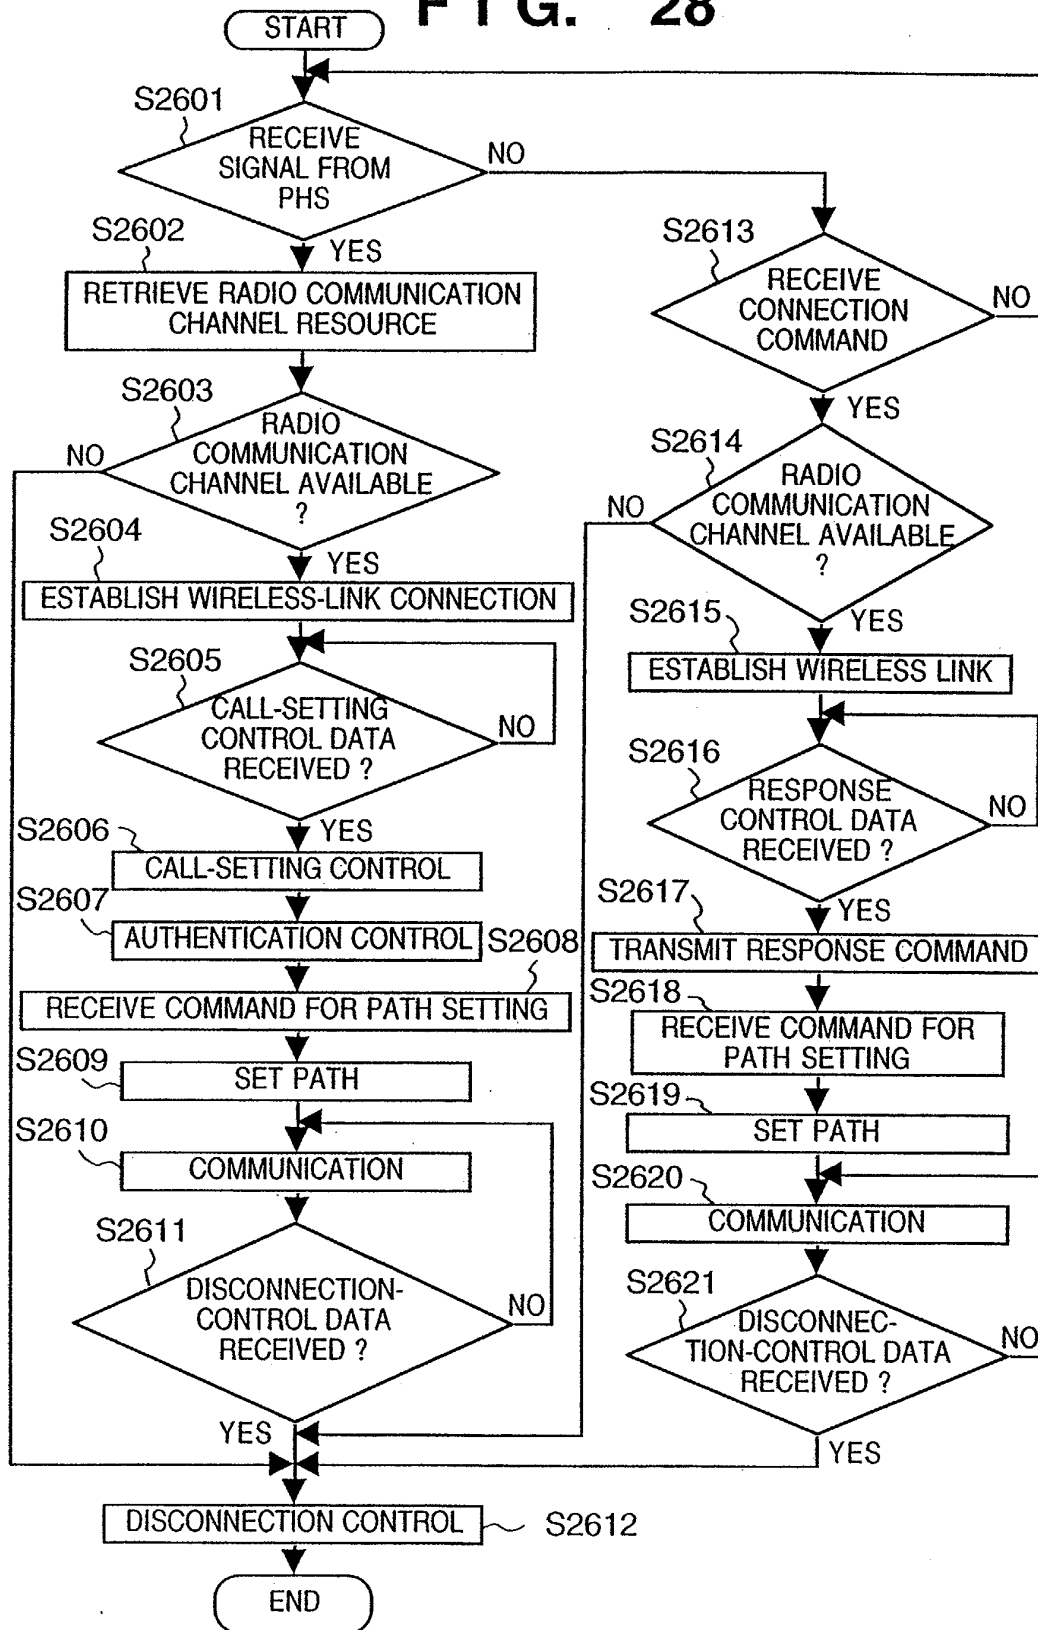 FIG. 28
START
S2601
RECEIVE
SIGNAL FROM
PHS
NO
YES
S2602
RETRIEVE RADIO COMMUNICATION
CHANNEL RESOURCE
S2603
RADIO
COMMUNICATION
CHANNEL AVAILABLE
?
NO
YES
S2604
ESTABLISH WIRELESS-LINK CONNECTION
S2605
CALL-SETTING
CONTROL DATA
RECEIVED ?
NO
YES
S2606
CALL-SETTING CONTROL
S2607
AUTHENTICATION CONTROL
S2608
RECEIVE COMMAND FOR PATH SETTING
S2609
SET PATH
S2610
COMMUNICATION
S2611
DISCONNECTION-
CONTROL DATA
RECEIVED ?
NO
YES
S2613
RECEIVE
CONNECTION
COMMAND
NO
YES
S2614
RADIO
COMMUNICATION
CHANNEL AVAILABLE
?
NO
YES
S2615
ESTABLISH WIRELESS LINK
S2616
RESPONSE
CONTROL DATA
RECEIVED ?
NO
YES
S2617
TRANSMIT RESPONSE COMMAND
S2618
RECEIVE COMMAND FOR
PATH SETTING
S2619
SET PATH
S2620
COMMUNICATION
S2621
DISCONNEC-
TION-CONTROL DATA
RECEIVED ?
NO
YES
DISCONNECTION CONTROL
S2612
END